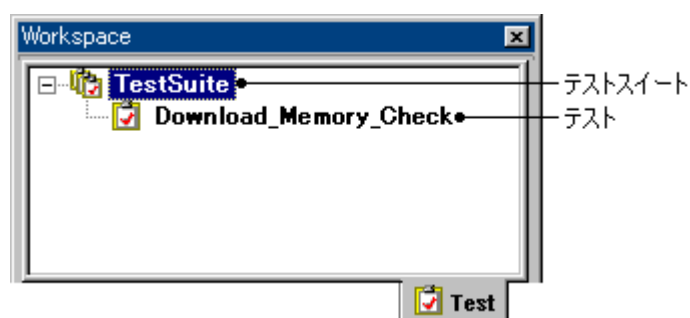 Workspace
TestSuite テストスイート
Download_Memory_Check テスト
Test